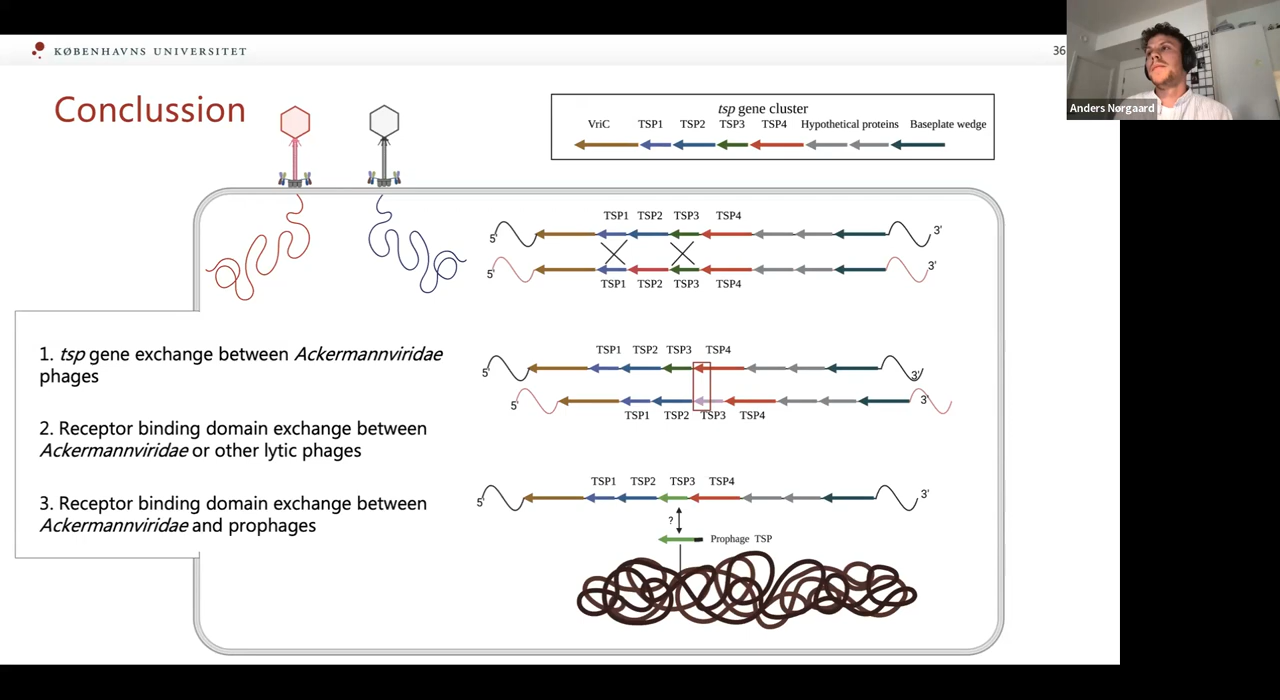 KØBENHAVNS UNIVERSITET
36
Anders Nørgaard
Conclussion
tsp gene cluster
VriC TSP1 TSP2 TSP3 TSP4 Hypothetical proteins Baseplate wedge
TSP1 TSP2 TSP3 TSP4
5' 3'
5' 3'
TSP1 TSP2 TSP3 TSP4
1. tsp gene exchange between Ackermannviridae
phages
2. Receptor binding domain exchange between
Ackermannviridae or other lytic phages
3. Receptor binding domain exchange between
Ackermannviridae and prophages
TSP1 TSP2 TSP3 TSP4
5' 3'
5' 3'
TSP1 TSP2 TSP3 TSP4
TSP1 TSP2 TSP3 TSP4
5' 3'
?
Prophage TSP